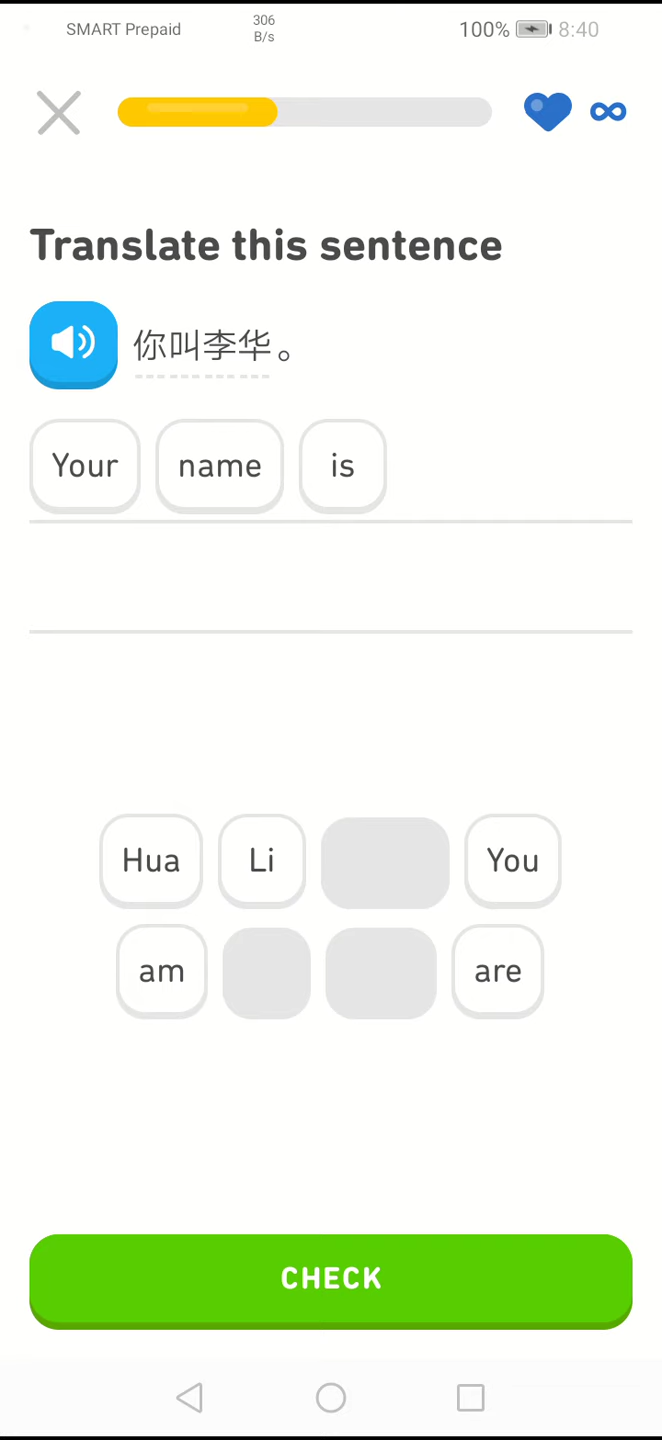 SMART Prepaid 306 B/s 100% 8:40
Translate this sentence
你叫李华。
Your name is
Hua Li You
am are
CHECK